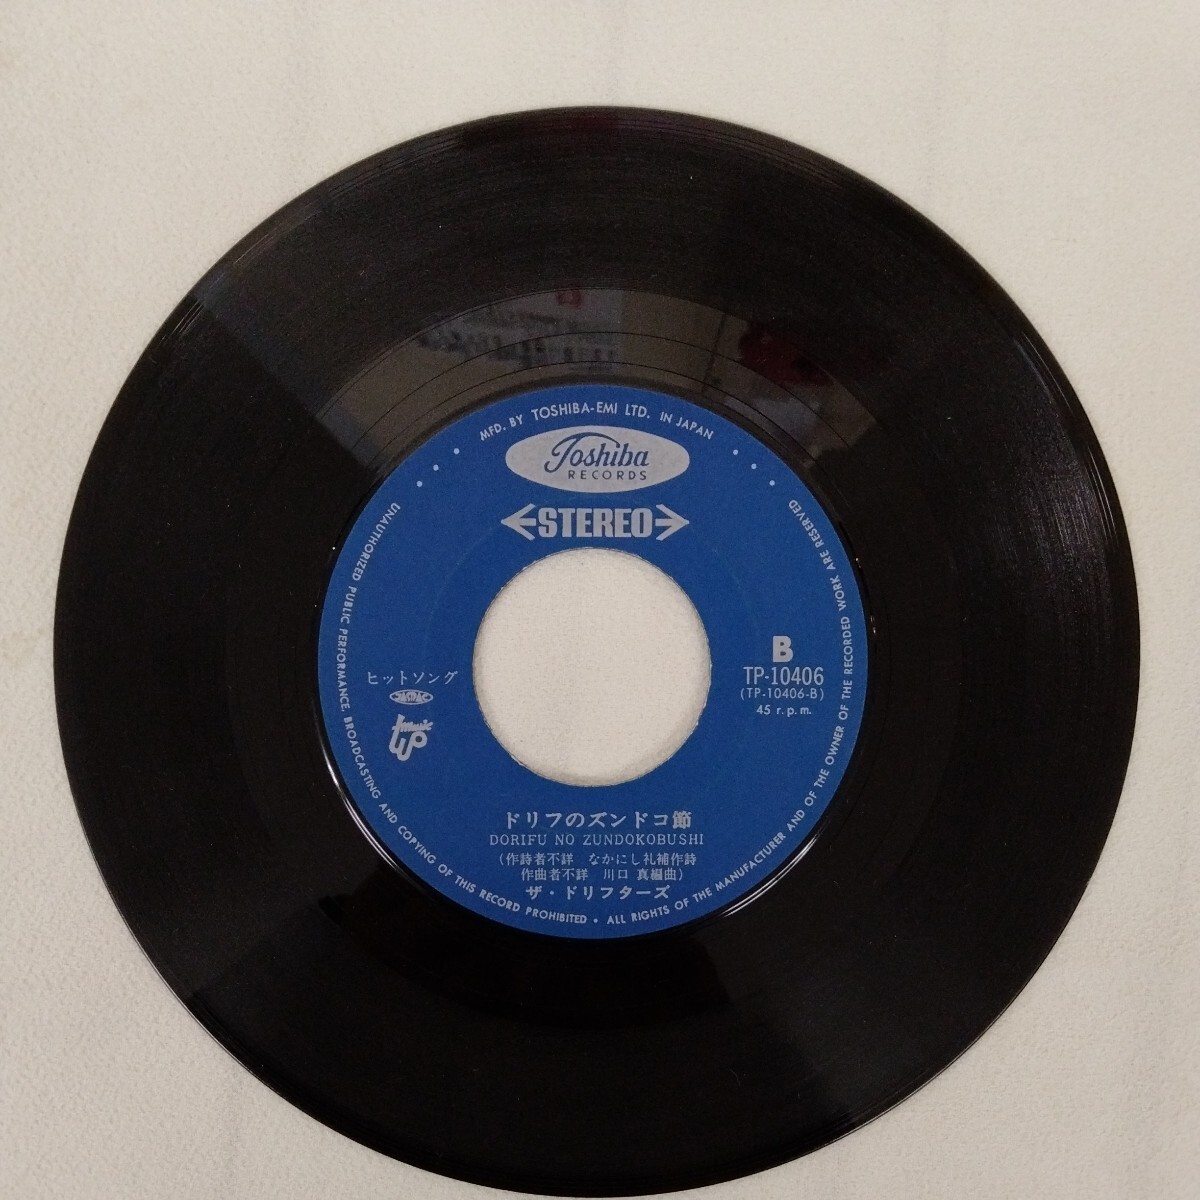 MFD. BY TOSHIBA-EMI LTD. IN JAPAN
Toshiba
RECORDS
STEREO
B
TP-10406
(TP-10406-B)
45 r.p.m.
ヒットソング
JASRAC
music
UP
ドリフのズンドコ節
DORIFU NO ZUNDOKOBUSHI
(作詩者不詳 なかにし礼補作詩
作曲者不詳 川口 真編曲)
ザ・ドリフターズ
UNAUTHORIZED PUBLIC PERFORMANCE, BROADCASTING AND COPYING OF THIS RECORD PROHIBITED • ALL RIGHTS OF THE MANUFACTURER AND OF THE OWNER OF THE RECORDED WORK ARE RESERVED